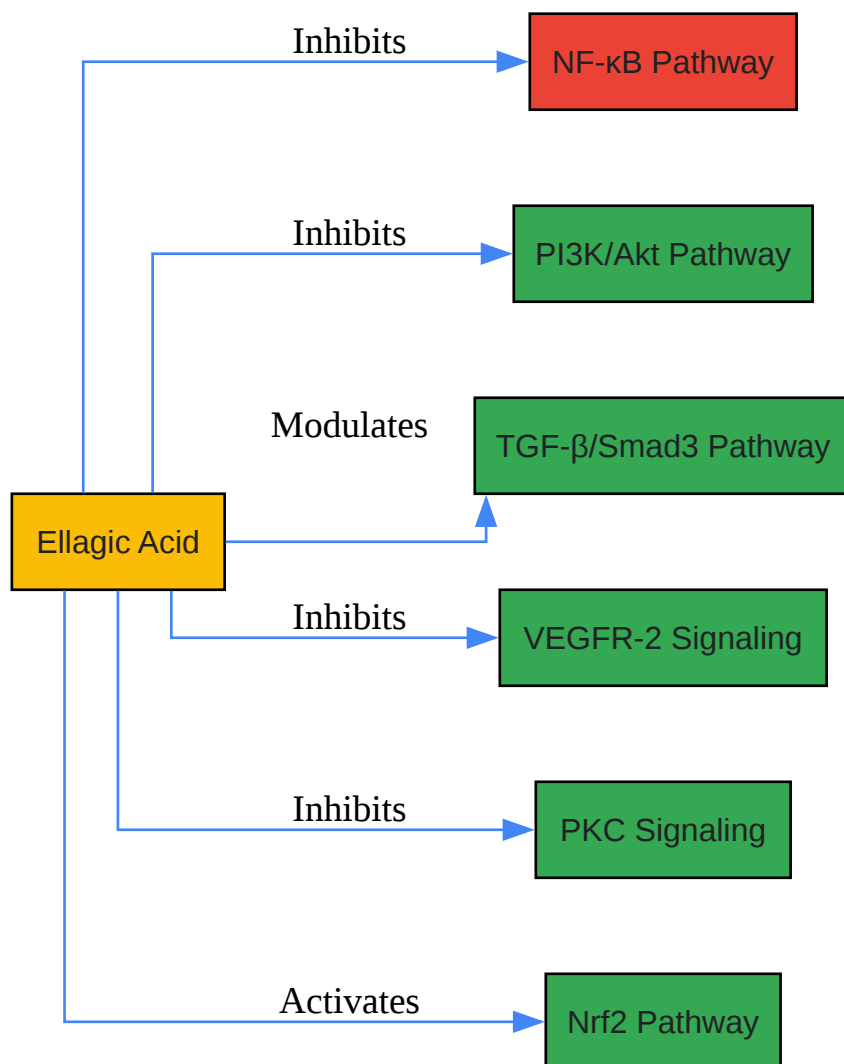 Inhibits
NF-κB Pathway
Inhibits
PI3K/Akt Pathway
Modulates
TGF-β/Smad3 Pathway
Ellagic Acid
Inhibits
VEGFR-2 Signaling
Inhibits
PKC Signaling
Activates
Nrf2 Pathway